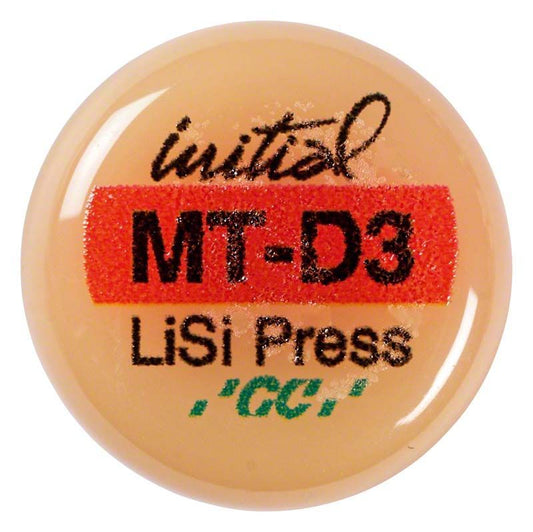 initial
MT-D3
LiSi Press
'GC'